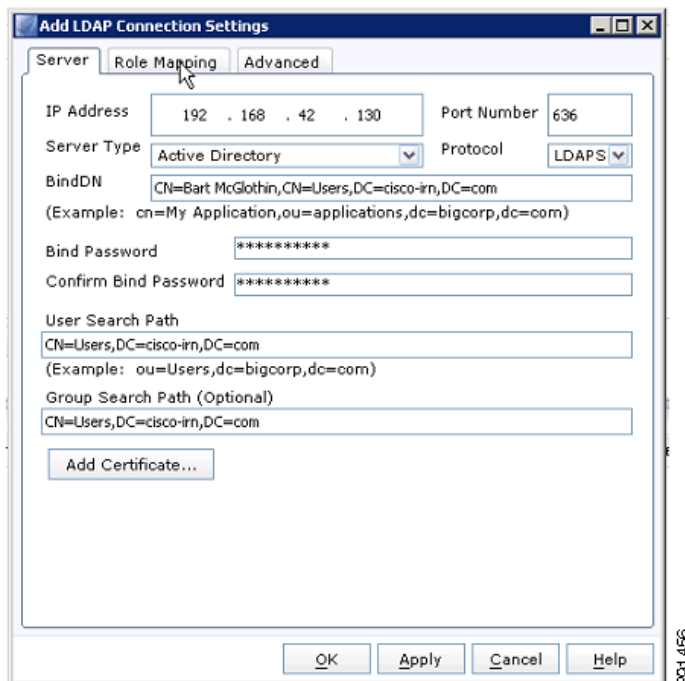 Add LDAP Connection Settings
Server Role Mapping Advanced
IP Address 192 . 168 . 42 . 130 Port Number 636
Server Type Active Directory Protocol LDAPS
BindDN CN=Bart McGlothin,CN=Users,DC=cisco-irn,DC=com
(Example: cn=My Application,ou=applications,dc=bigcorp,dc=com)
Bind Password **********
Confirm Bind Password **********
User Search Path
CN=Users,DC=cisco-irn,DC=com
(Example: ou=Users,dc=bigcorp,dc=com)
Group Search Path (Optional)
CN=Users,DC=cisco-irn,DC=com
Add Certificate...
OK Apply Cancel Help